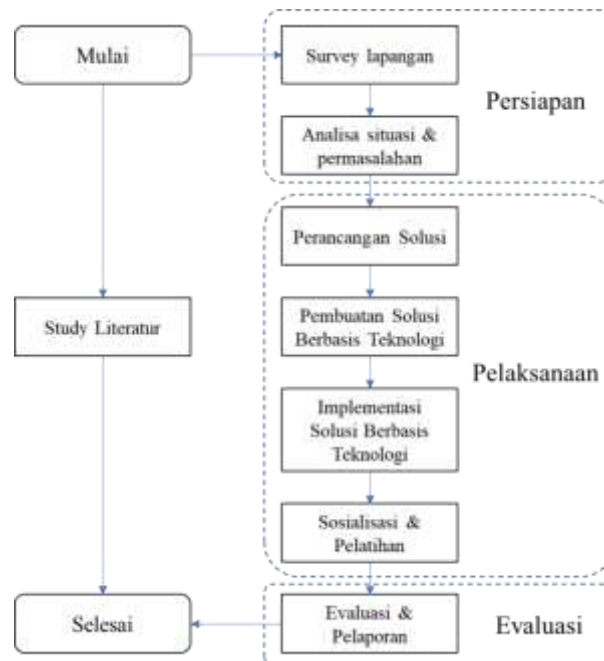 Mulai
Survey lapangan
Persiapan
Analisa situasi &
permasalahan
Perancangan Solusi
Study Literatur
Pembuatan Solusi
Berbasis Teknologi
Pelaksanaan
Implementasi
Solusi Berbasis
Teknologi
Sosialisasi &
Pelatihan
Selesai
Evaluasi &
Pelaporan
Evaluasi